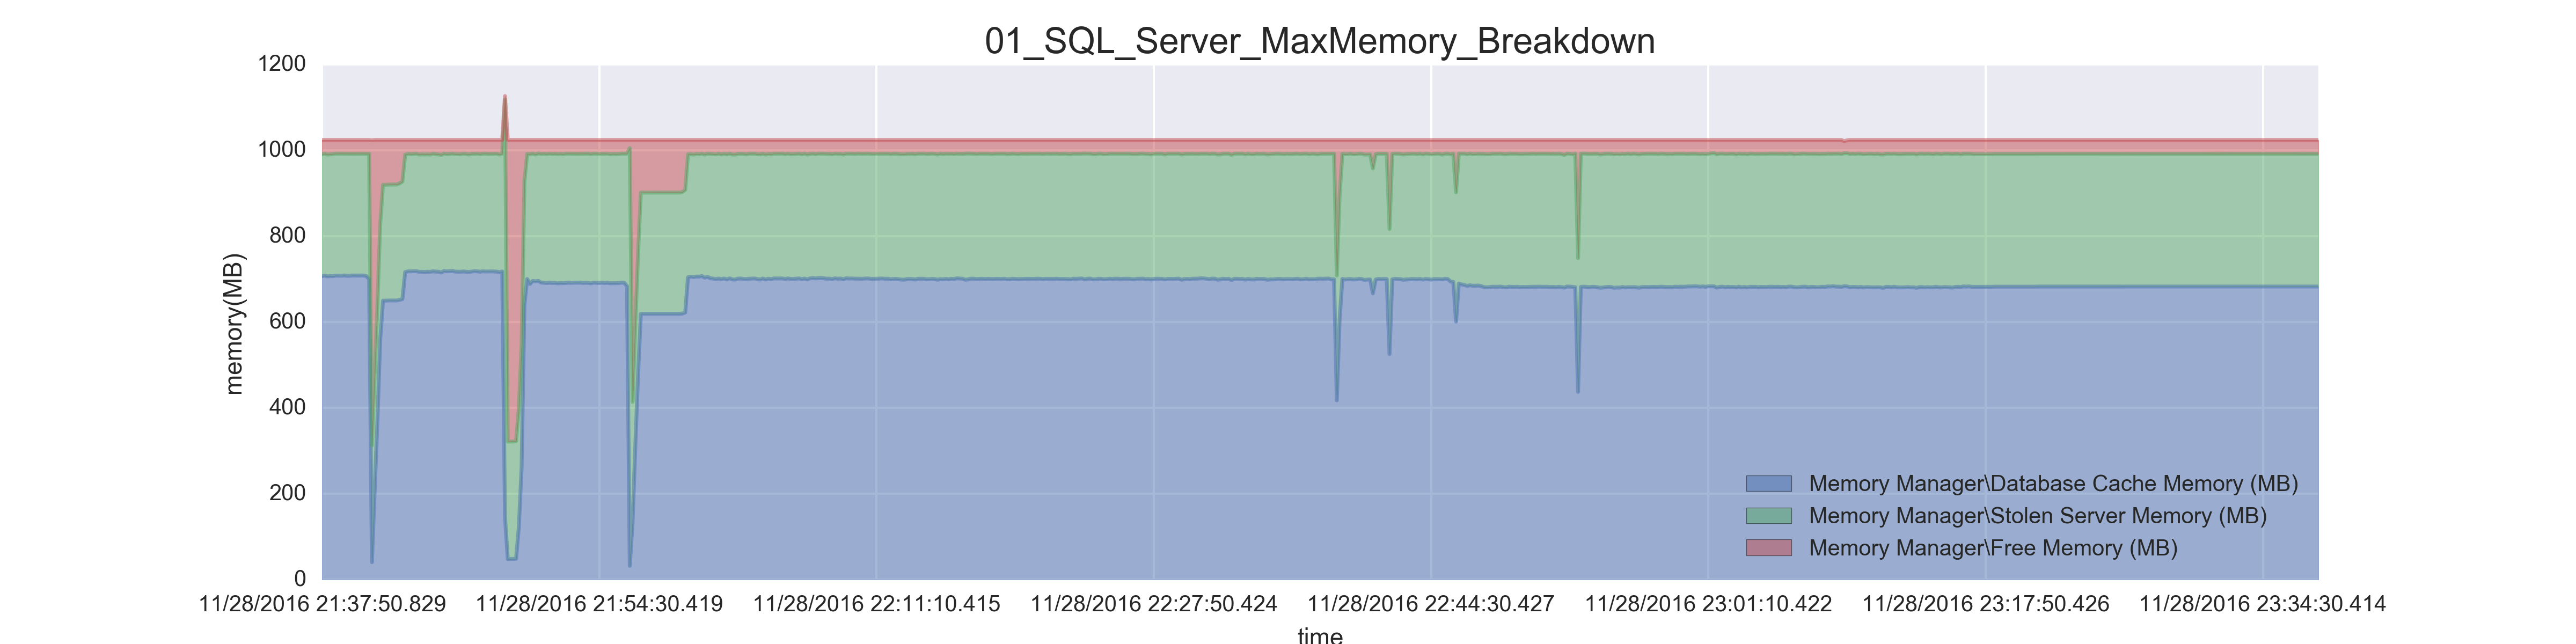 01_SQL_Server_MaxMemory_Breakdown
1200
1000
800
600
400
200
0
memory(MB)
Memory Manager\Database Cache Memory (MB)
Memory Manager\Stolen Server Memory (MB)
Memory Manager\Free Memory (MB)
11/28/2016 21:37:50.829
11/28/2016 21:54:30.419
11/28/2016 22:11:10.415
11/28/2016 22:27:50.424
11/28/2016 22:44:30.427
11/28/2016 23:01:10.422
11/28/2016 23:17:50.426
11/28/2016 23:34:30.414
time